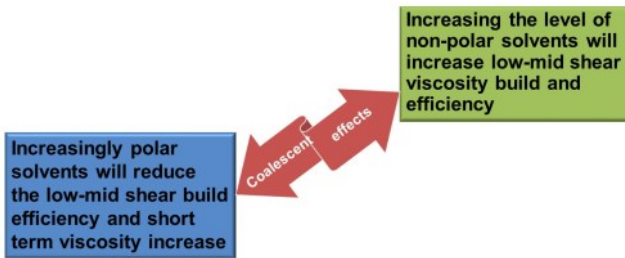 Increasing the level of
non-polar solvents will
increase low-mid shear
viscosity build and
efficiency
Coalescent effects
Increasingly polar
solvents will reduce
the low-mid shear build
efficiency and short
term viscosity increase